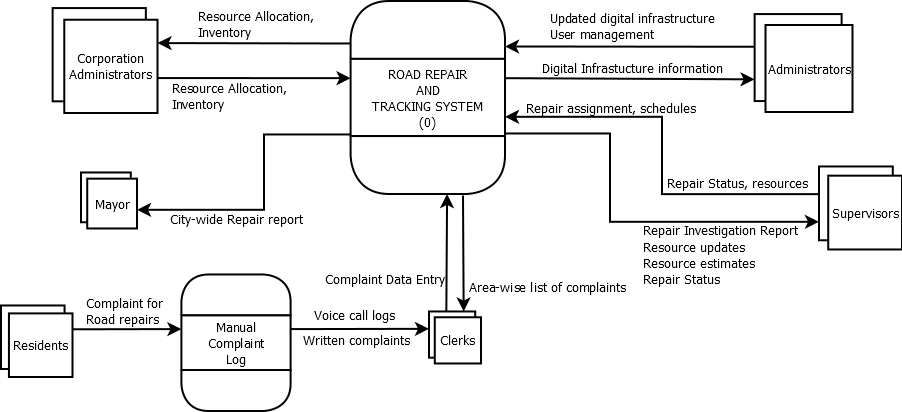 Resource Allocation,
Inventory
Corporation
Administrators
Resource Allocation,
Inventory
ROAD REPAIR
AND
TRACKING SYSTEM
(0)
Updated digital infrastructure
User management
Digital Infrastucture information
Administrators
Repair assignment, schedules
Repair Status, resources
Supervisors
Repair Investigation Report
Resource updates
Resource estimates
Repair Status
Mayor
City-wide Repair report
Complaint Data Entry
Area-wise list of complaints
Residents
Complaint for
Road repairs
Manual
Complaint
Log
Voice call logs
Written complaints
Clerks